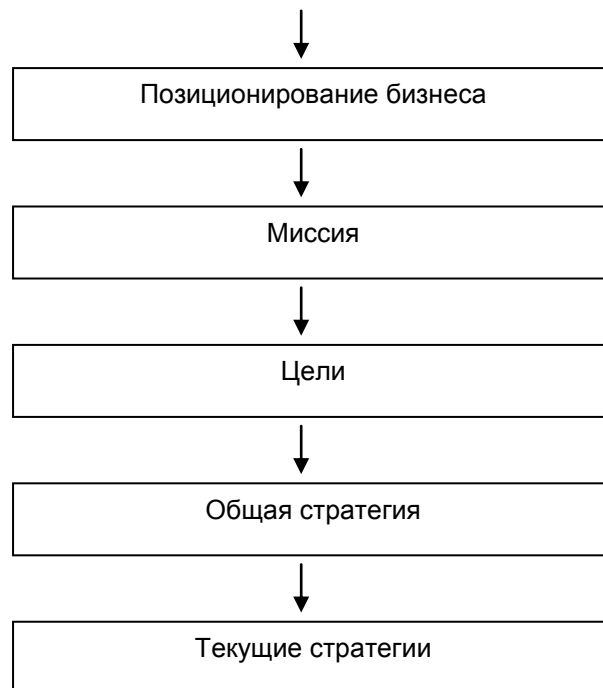 Позиционирование бизнеса
Миссия
Цели
Общая стратегия
Текущие стратегии